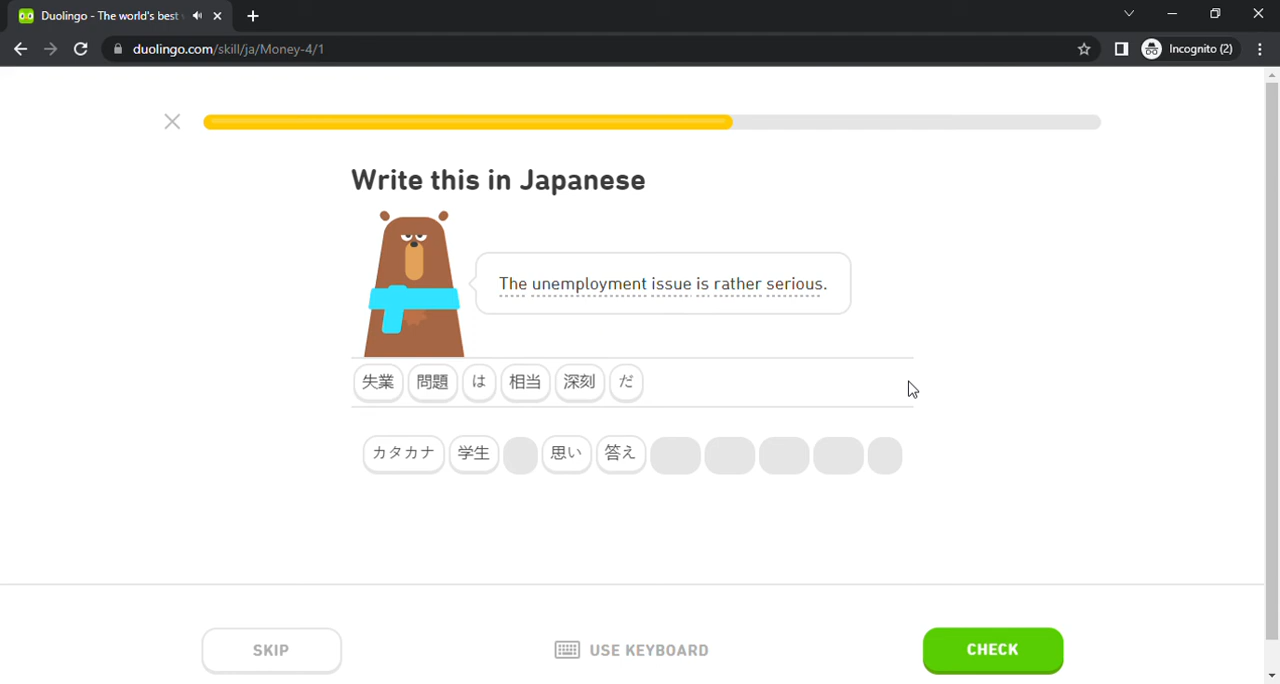 Duolingo - The world's best
duolingo.com/skill/ja/Money-4/1
Incognito (2)
Write this in Japanese
The unemployment issue is rather serious.
失業 問題 は 相当 深刻 だ
カタカナ 学生 思い 答え
SKIP
USE KEYBOARD
CHECK